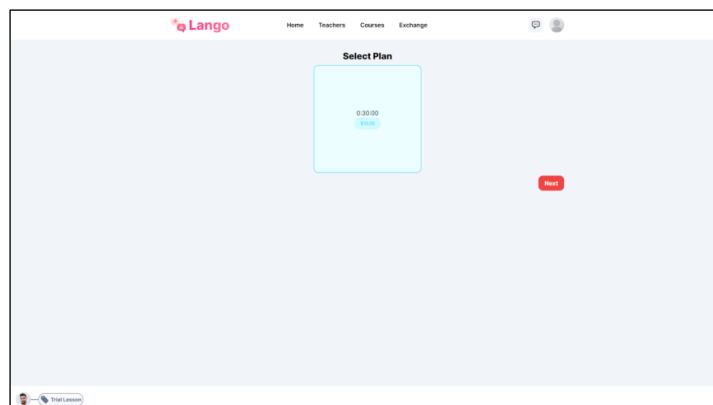 Lango
Home Teachers Courses Exchange
Select Plan
0:30:00
Next
Trial Lesson